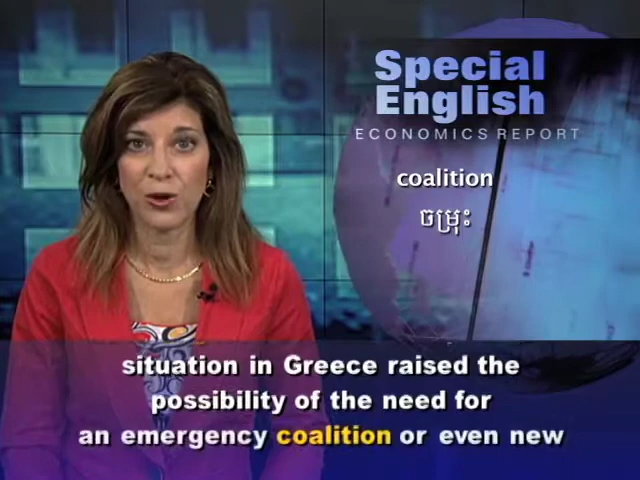 Special
English
ECONOMICS REPORT
coalition
ចម្រុះ
situation in Greece raised the
possibility of the need for
an emergency coalition or even new